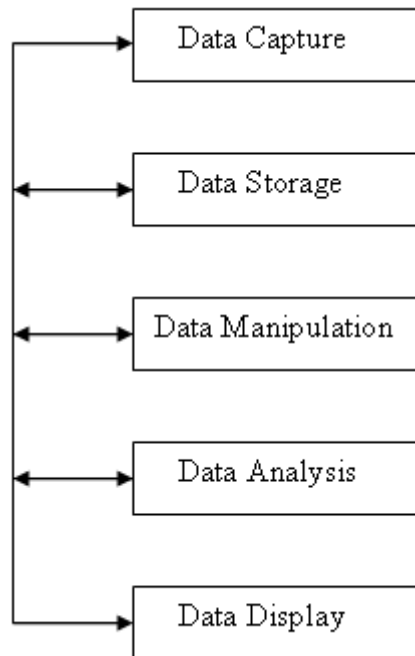 Data Capture
Data Storage
Data Manipulation
Data Analysis
Data Display